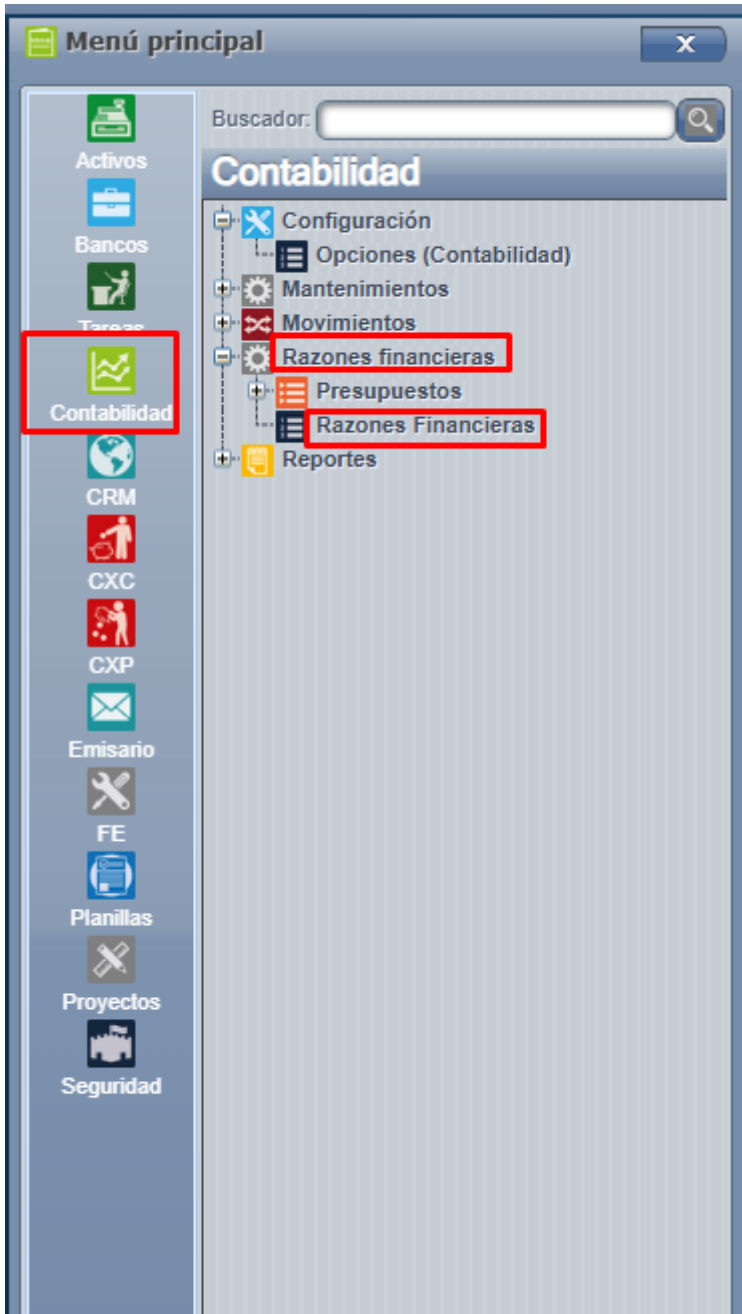 Menú principal
x
Activos
Bancos
Tareas
Contabilidad
CRM
CXC
CXP
Emisario
FE
Planillas
Proyectos
Seguridad
Buscador:
Contabilidad
Configuración
Opciones (Contabilidad)
Mantenimientos
Movimientos
Razones financieras
Presupuestos
Razones Financieras
Reportes